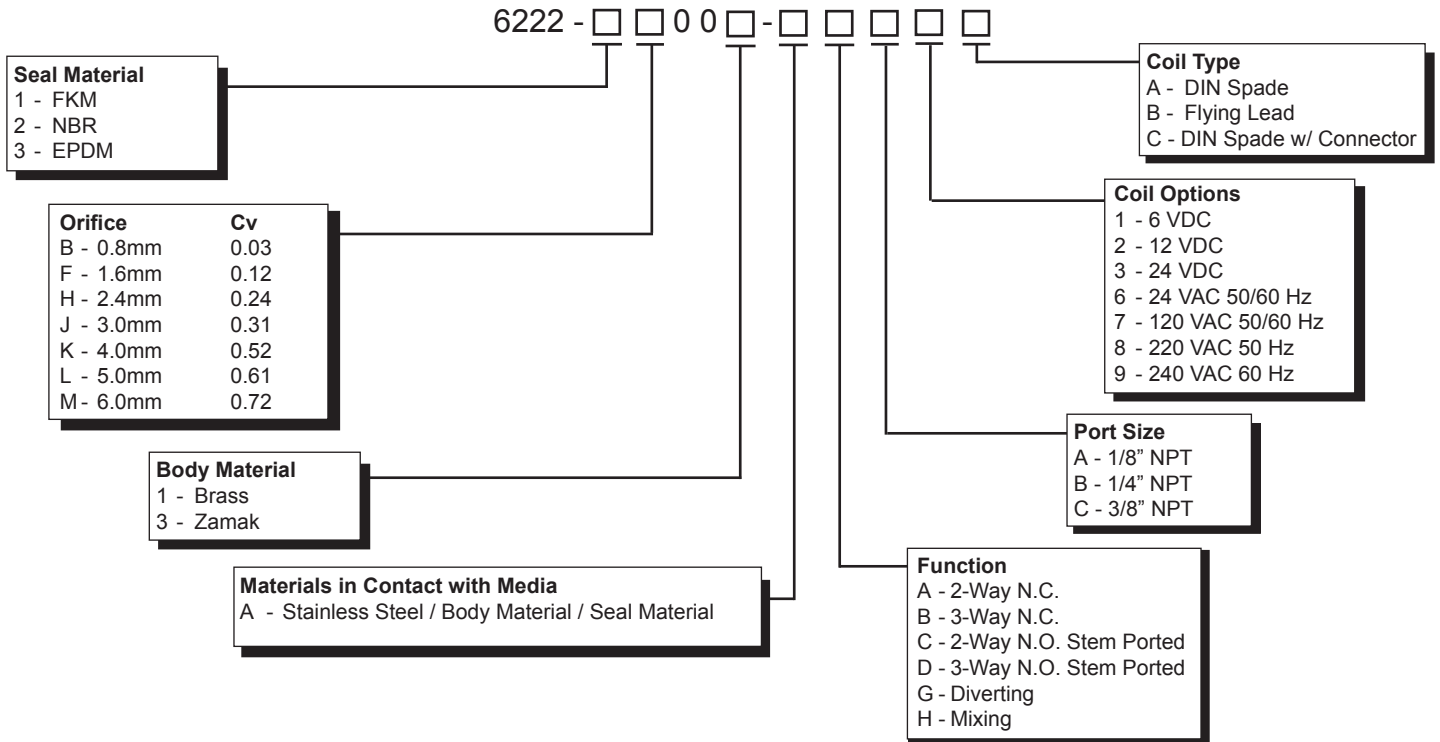 6222 - □ □ 0 0 □ - □ □ □ □ □
Seal Material
1 - FKM
2 - NBR
3 - EPDM
Orifice Cv
B - 0.8mm 0.03
F - 1.6mm 0.12
H - 2.4mm 0.24
J - 3.0mm 0.31
K - 4.0mm 0.52
L - 5.0mm 0.61
M - 6.0mm 0.72
Body Material
1 - Brass
3 - Zamak
Materials in Contact with Media
A - Stainless Steel / Body Material / Seal Material
Coil Type
A - DIN Spade
B - Flying Lead
C - DIN Spade w/ Connector
Coil Options
1 - 6 VDC
2 - 12 VDC
3 - 24 VDC
6 - 24 VAC 50/60 Hz
7 - 120 VAC 50/60 Hz
8 - 220 VAC 50 Hz
9 - 240 VAC 60 Hz
Port Size
A - 1/8” NPT
B - 1/4” NPT
C - 3/8” NPT
Function
A - 2-Way N.C.
B - 3-Way N.C.
C - 2-Way N.O. Stem Ported
D - 3-Way N.O. Stem Ported
G - Diverting
H - Mixing